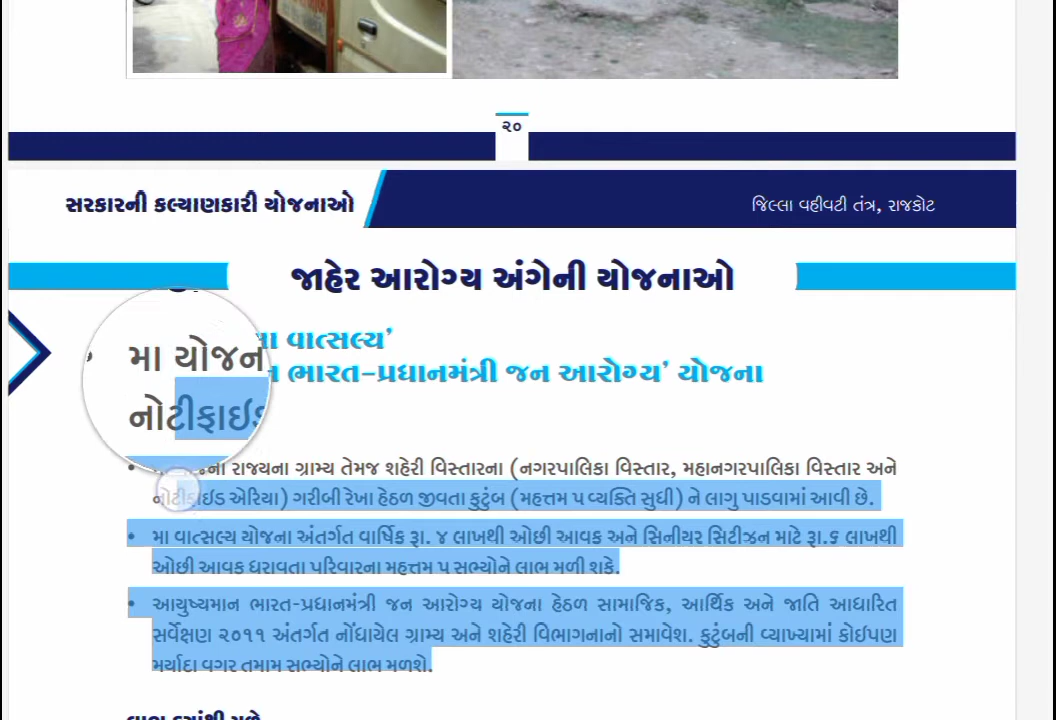 ૨૦
સરકારની કલ્યાણકારી યોજનાઓ
જિલ્લા વહીવટી તંત્ર, રાજકોટ
જાહેર આરોગ્ય અંગેની યોજનાઓ
વાત્સલ્ય’
ભારત-પ્રધાનમંત્રી જન આરોગ્ય’ યોજના
મા યોજન
નોટીફાઈડ
• રાજ્યના ગ્રામ્ય તેમજ શહેરી વિસ્તારના (નગરપાલિકા વિસ્તાર, મહાનગરપાલિકા વિસ્તાર અને
નોટીફાઈડ એરિયા) ગરીબી રેખા હેઠળ જીવતા કુટુંબ (મહત્તમ ૫ વ્યક્તિ સુધી) ને લાગુ પાડવામાં આવી છે.
• મા વાત્સલ્ય યોજના અંતર્ગત વાર્ષિક રૂા. ૪ લાખથી ઓછી આવક અને સિનીયર સિટીઝન માટે રૂા.૬ લાખથી
ઓછી આવક ધરાવતા પરિવારના મહત્તમ ૫ સભ્યોને લાભ મળી શકે.
• આયુષ્યમાન ભારત-પ્રધાનમંત્રી જન આરોગ્ય યોજના હેઠળ સામાજિક, આર્થિક અને જાતિ આધારિત
સર્વેક્ષણ ૨૦૧૧ અંતર્ગત નોંધાયેલ ગ્રામ્ય અને શહેરી વિભાગનાનો સમાવેશ. કુટુંબની વ્યાખ્યામાં કોઈપણ
મર્યાદા વગર તમામ સભ્યોને લાભ મળશે.